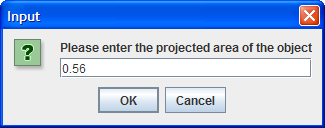 Input
?
Please enter the projected area of the object
0.56
OK Cancel